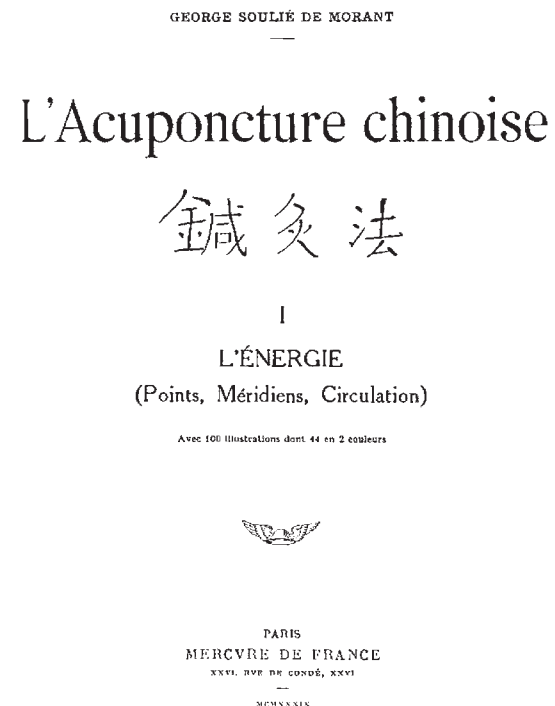 GEORGE SOULIÉ DE MORANT
L'Acuponcture chinoise
鍼灸法
I
L'ÉNERGIE
(Points, Méridiens, Circulation)
Avec 100 illustrations dont 44 en 2 couleurs
PARIS
MERCVRE DE FRANCE
XXVI, RVE DE CONDÉ, XXVI
MCMXXXIX